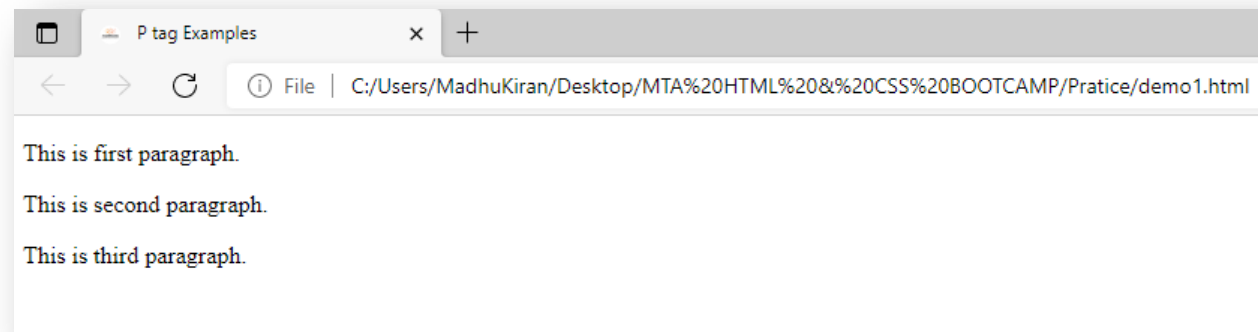 P tag Examples
File C:/Users/MadhuKiran/Desktop/MTA%20HTML%20&%20CSS%20BOOTCAMP/Pratice/demo1.html
This is first paragraph.
This is second paragraph.
This is third paragraph.